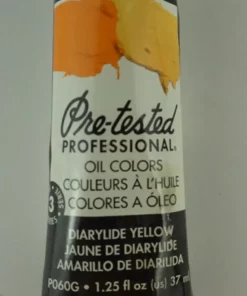 Pre-tested
PROFESSIONAL®
OIL COLORS
COULEURS À L'HUILE
COLORES A ÓLEO
3
DIARYLIDE YELLOW
JAUNE DE DIARYLIDE
AMARILLO DE DIARILIDA
P060G • 1.25 fl oz (US) 37 ml